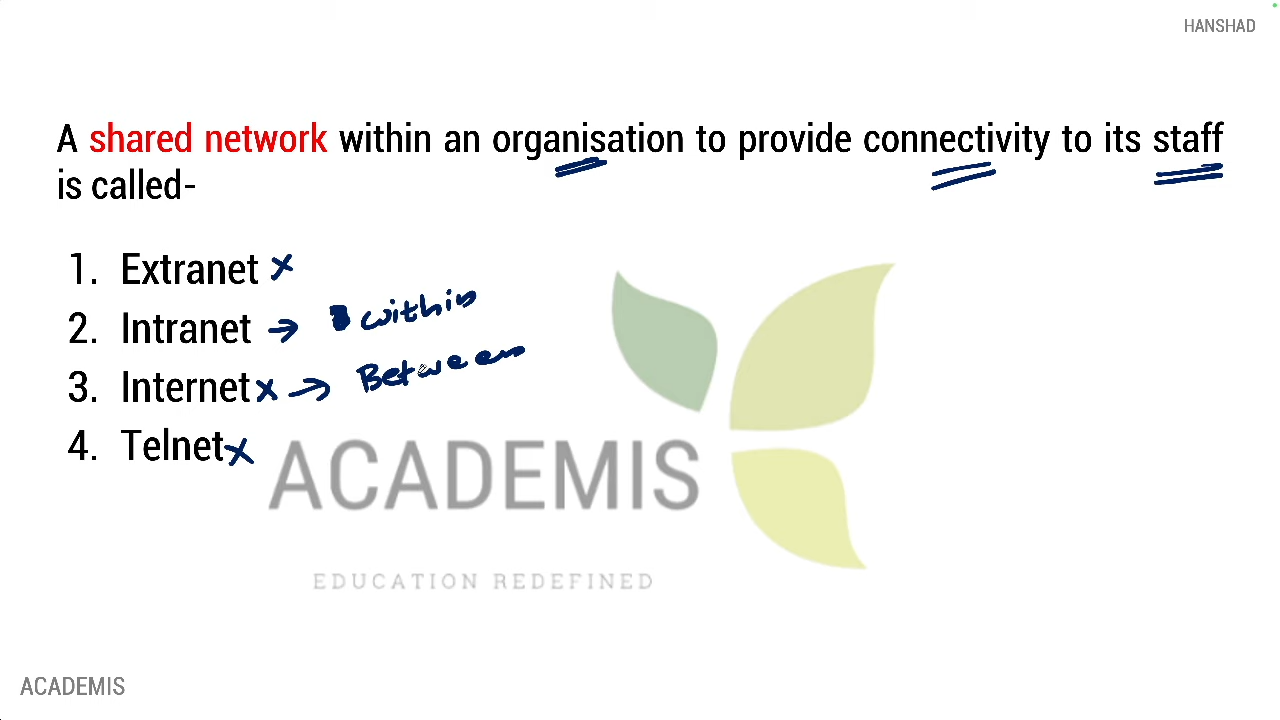 HANSHAD
A shared network within an organisation to provide connectivity to its staff
is called-
1. Extranet x
2. Intranet → within
3. Internet x → Between
4. Telnet x
ACADEMIS
EDUCATION REDEFINED
ACADEMIS